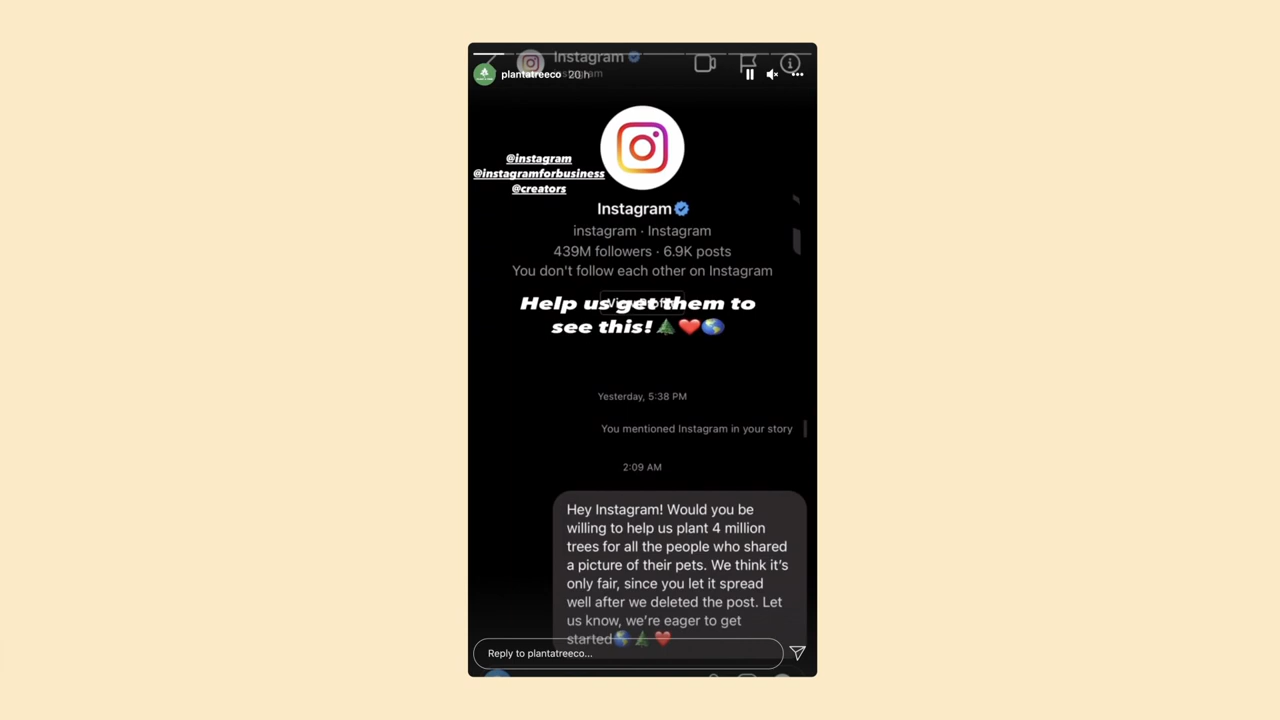 Instagram
plantatreeco 20 h
@instagram
@instagramforbusiness
@creators
Instagram
instagram · Instagram
439M followers · 6.9K posts
You don't follow each other on Instagram
Help us get them to
see this!🌲❤️🌎
Yesterday, 5:38 PM
You mentioned Instagram in your story
2:09 AM
Hey Instagram! Would you be
willing to help us plant 4 million
trees for all the people who shared
a picture of their pets. We think it's
only fair, since you let it spread
well after we deleted the post. Let
us know, we're eager to get
started🌎🌲❤️
Reply to plantatreeco...